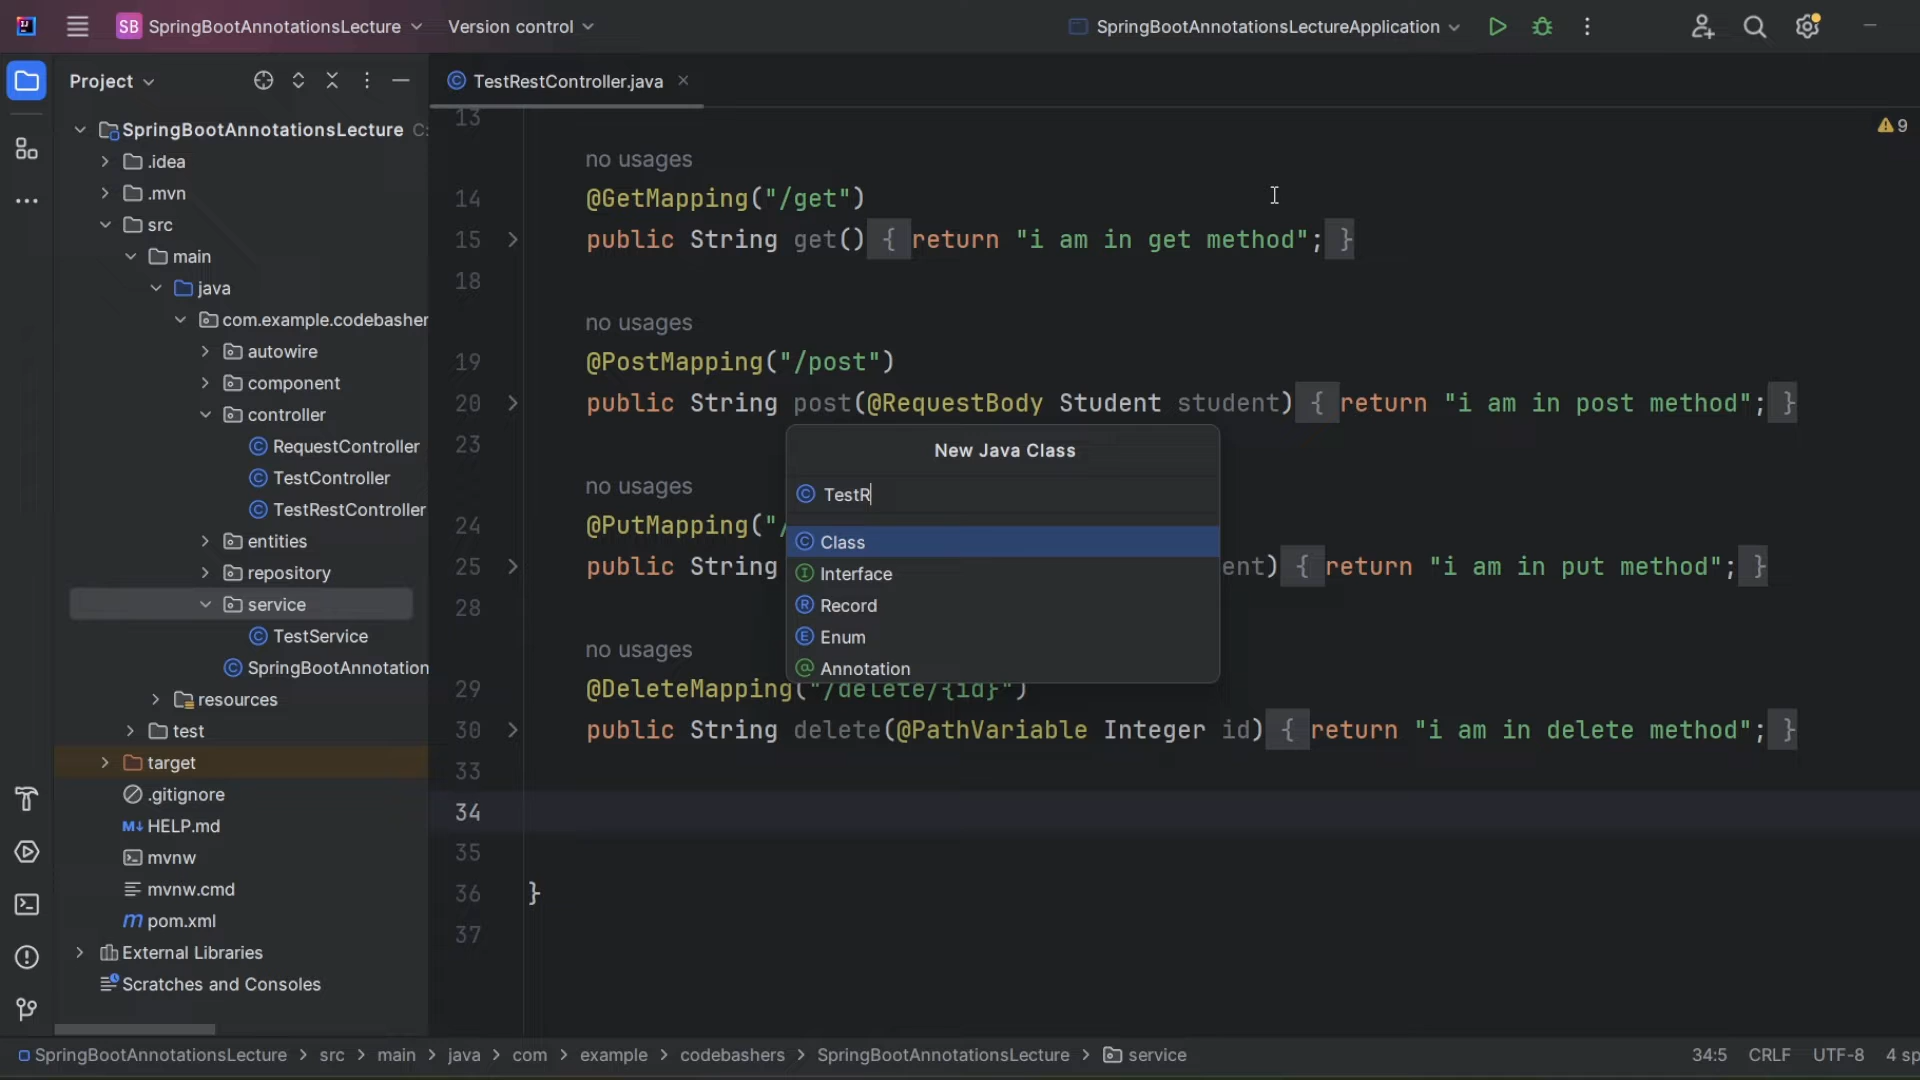 SB SpringBootAnnotationsLecture Version control SpringBootAnnotationsLectureApplication
Project
TestRestController.java
SpringBootAnnotationsLecture C:
.idea
.mvn
src
main
java
com.example.codebasher
autowire
component
controller
RequestController
TestController
TestRestController
entities
repository
service
TestService
SpringBootAnnotation
resources
test
target
.gitignore
HELP.md
mvnw
mvnw.cmd
pom.xml
External Libraries
Scratches and Consoles
9
13
no usages
14 @GetMapping("/get")
15 public String get() { return "i am in get method"; }
18
no usages
19 @PostMapping("/post")
20 public String post(@RequestBody Student student) { return "i am in post method"; }
23
no usages
24 @PutMapping("/
25 public String ent) { return "i am in put method"; }
28
no usages
29 @DeleteMapping("/delete/{id}")
30 public String delete(@PathVariable Integer id) { return "i am in delete method"; }
33
34
35
36 }
37
New Java Class
TestR
Class
Interface
Record
Enum
Annotation
SpringBootAnnotationsLecture > src > main > java > com > example > codebashers > SpringBootAnnotationsLecture > service
34:5 CRLF UTF-8 4 sp